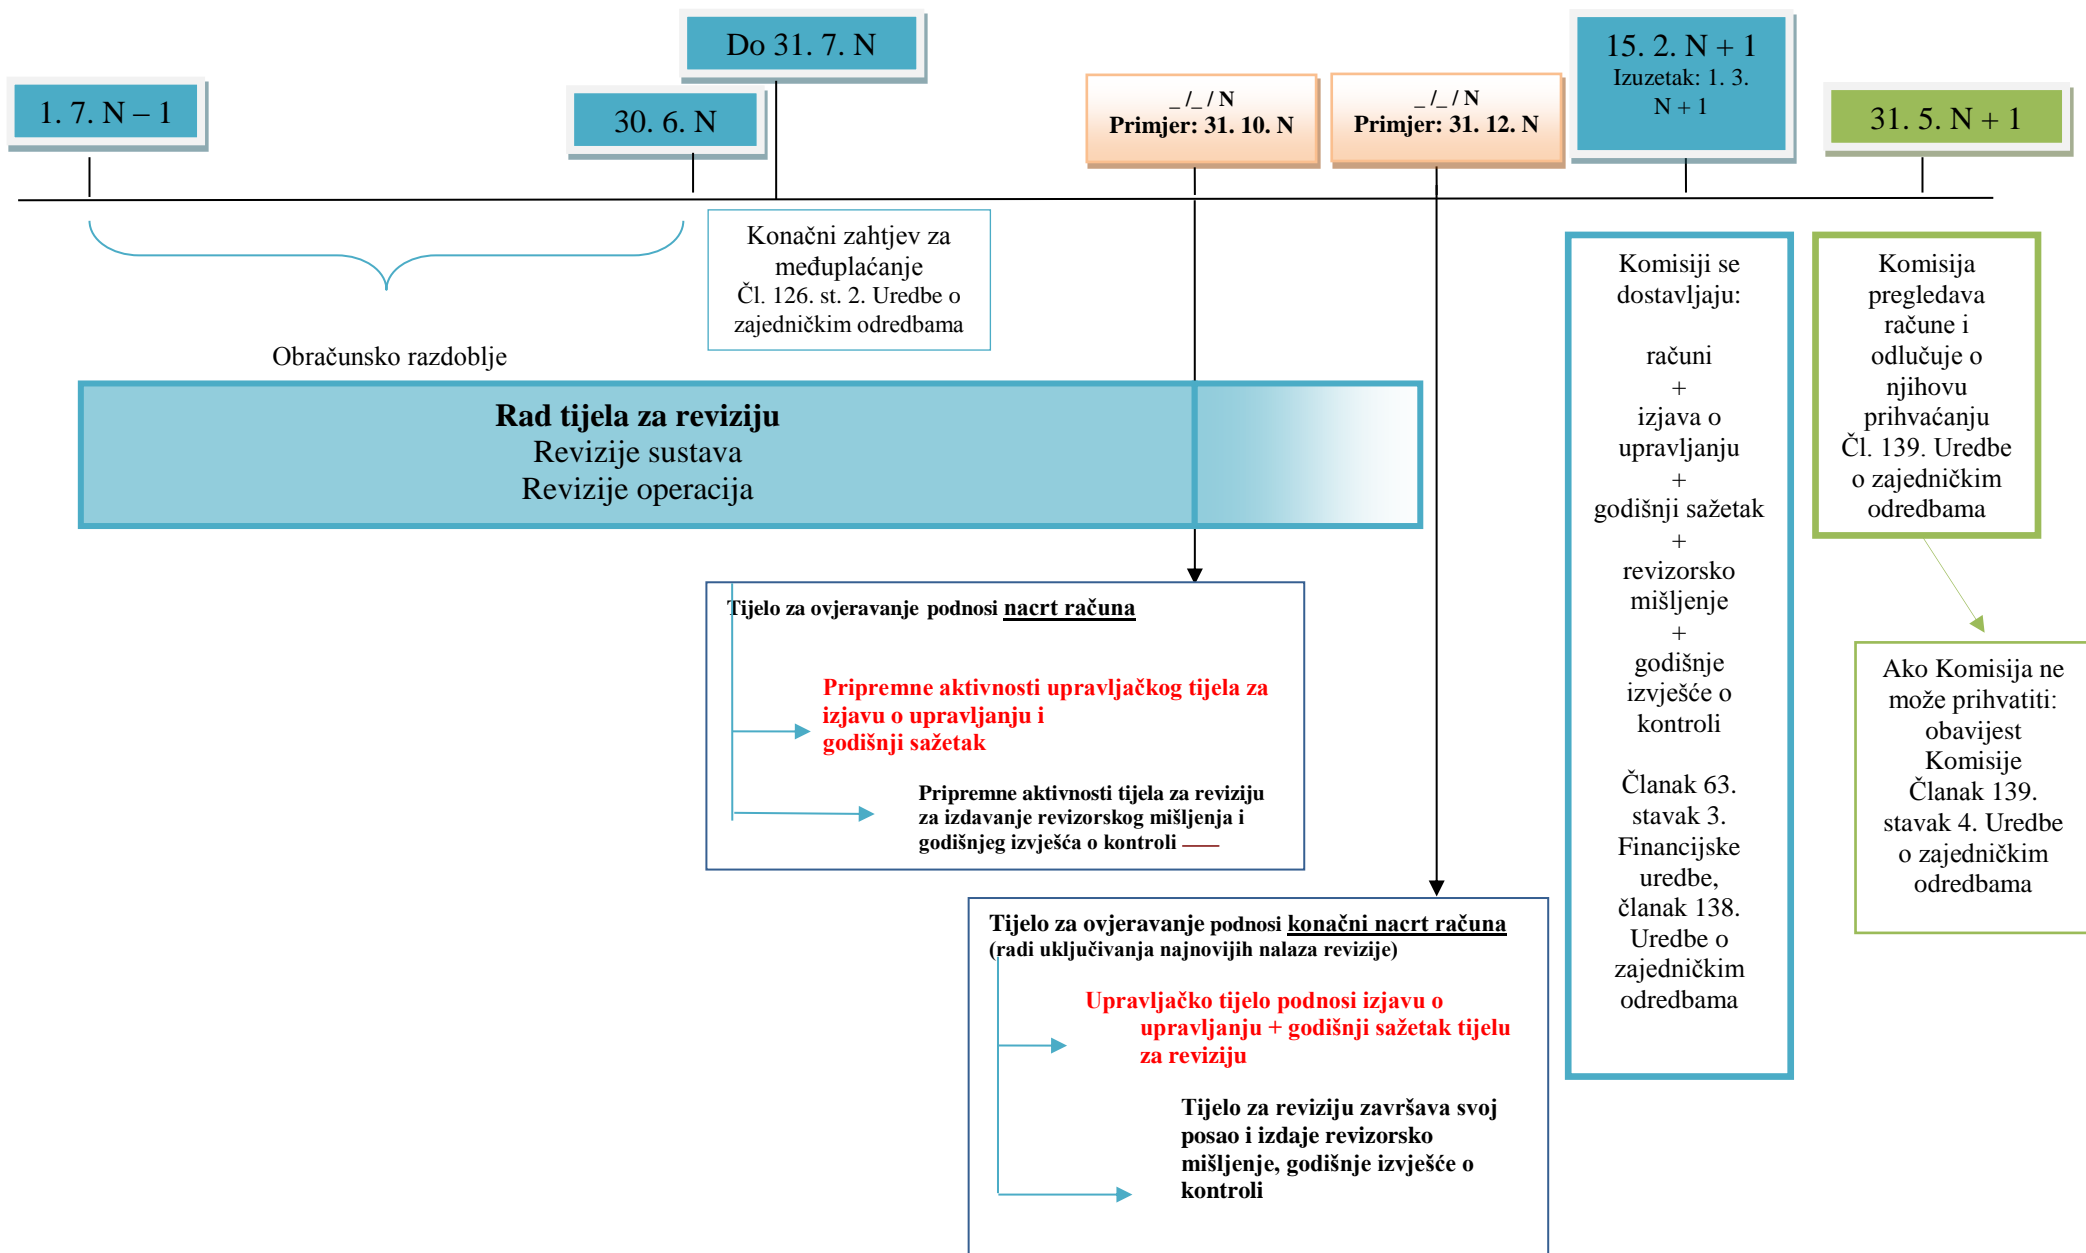 1. 7. N – 1
30. 6. N
Do 31. 7. N
_ /_ / N
Primjer: 31. 10. N
_ /_ / N
Primjer: 31. 12. N
15. 2. N + 1
Izuzetak: 1. 3.
N + 1
31. 5. N + 1
Obračunsko razdoblje
Konačni zahtjev za
međuplaćanje
Čl. 126. st. 2. Uredbe o
zajedničkim odredbama
Rad tijela za reviziju
Revizije sustava
Revizije operacija
Tijelo za ovjeravanje podnosi nacrt računa
Pripremne aktivnosti upravljačkog tijela za
izjavu o upravljanju i
godišnji sažetak
Pripremne aktivnosti tijela za reviziju
za izdavanje revizorskog mišljenja i
godišnjeg izvješća o kontroli
Tijelo za ovjeravanje podnosi konačni nacrt računa
(radi uključivanja najnovijih nalaza revizije)
Upravljačko tijelo podnosi izjavu o
upravljanju + godišnji sažetak tijelu
za reviziju
Tijelo za reviziju završava svoj
posao i izdaje revizorsko
mišljenje, godišnje izvješće o
kontroli
Komisiji se
dostavljaju:
računi
+
izjava o
upravljanju
+
godišnji sažetak
+
revizorsko
mišljenje
+
godišnje
izvješće o
kontroli
Članak 63.
stavak 3.
Financijske
uredbe,
članak 138.
Uredbe o
zajedničkim
odredbama
Komisija
pregledava
račune i
odlučuje o
njihovu
prihvaćanju
Čl. 139. Uredbe
o zajedničkim
odredbama
Ako Komisija ne
može prihvatiti:
obavijest
Komisije
Članak 139.
stavak 4. Uredbe
o zajedničkim
odredbama